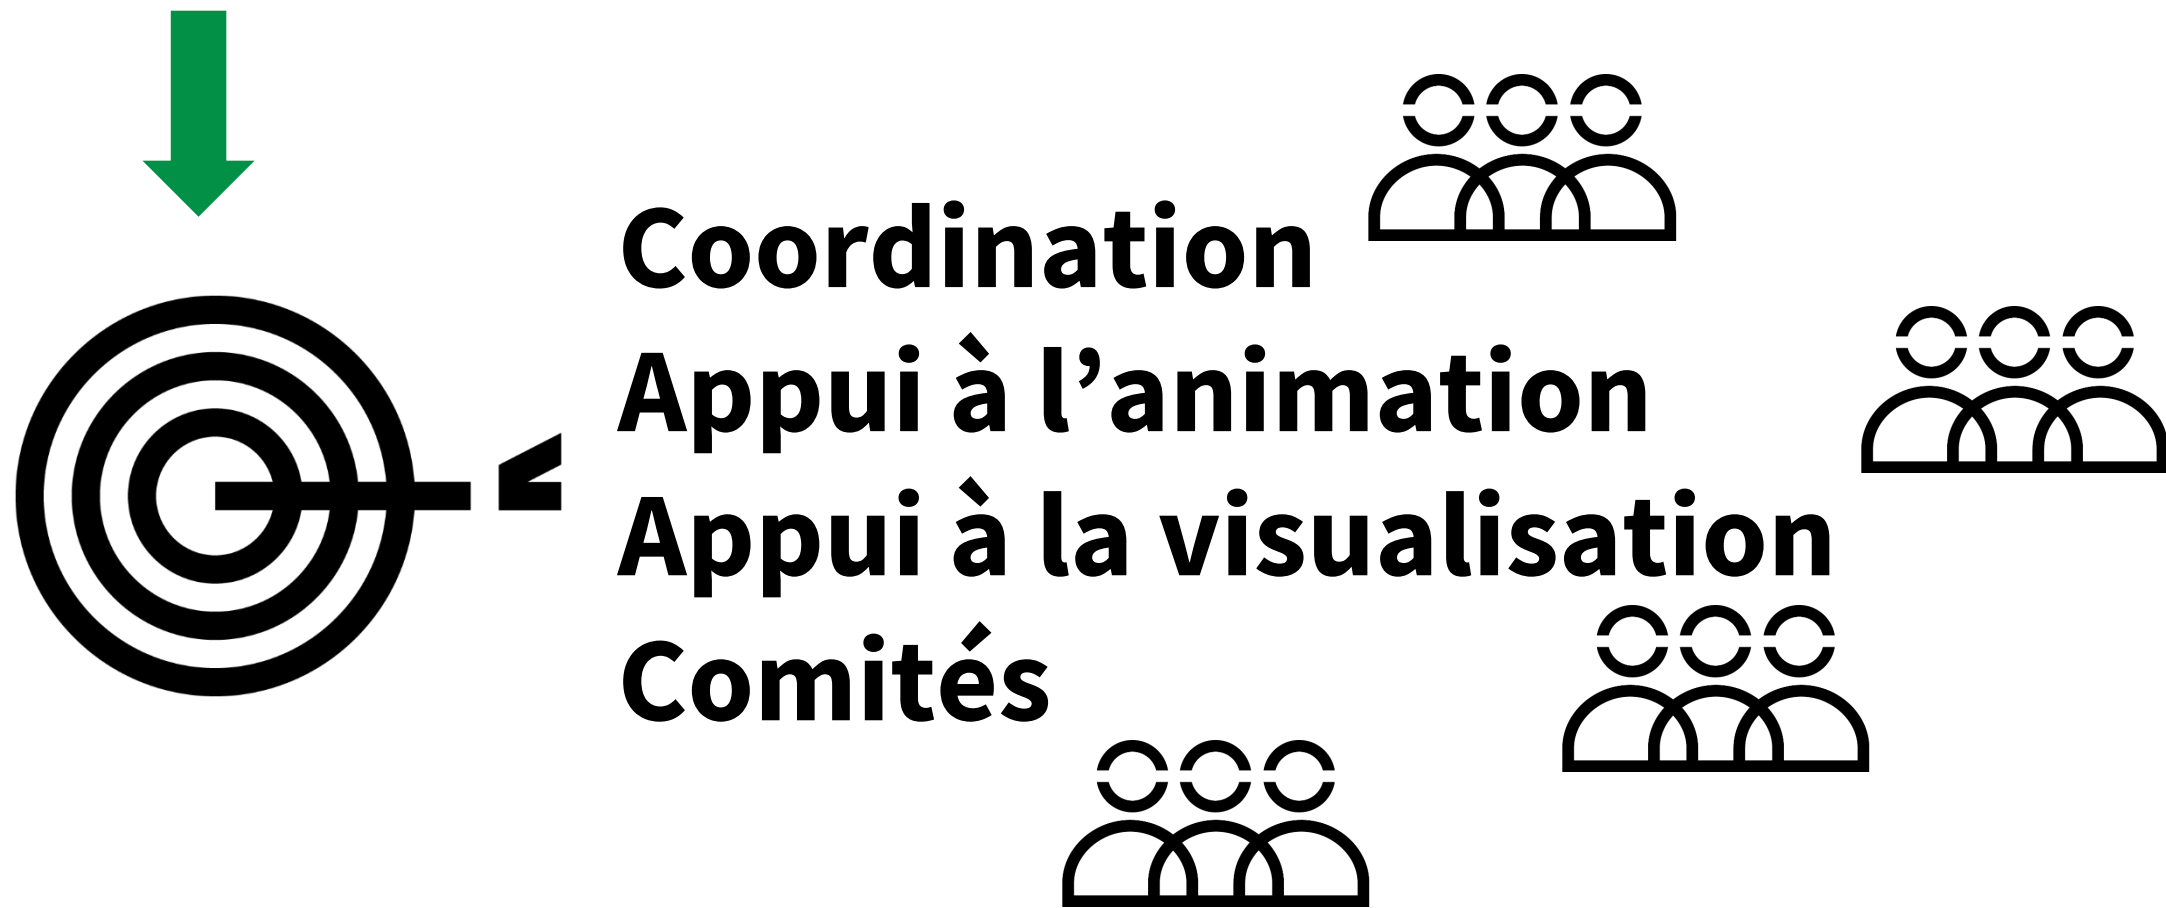 Coordination
Appui à l’animation
Appui à la visualisation
Comités